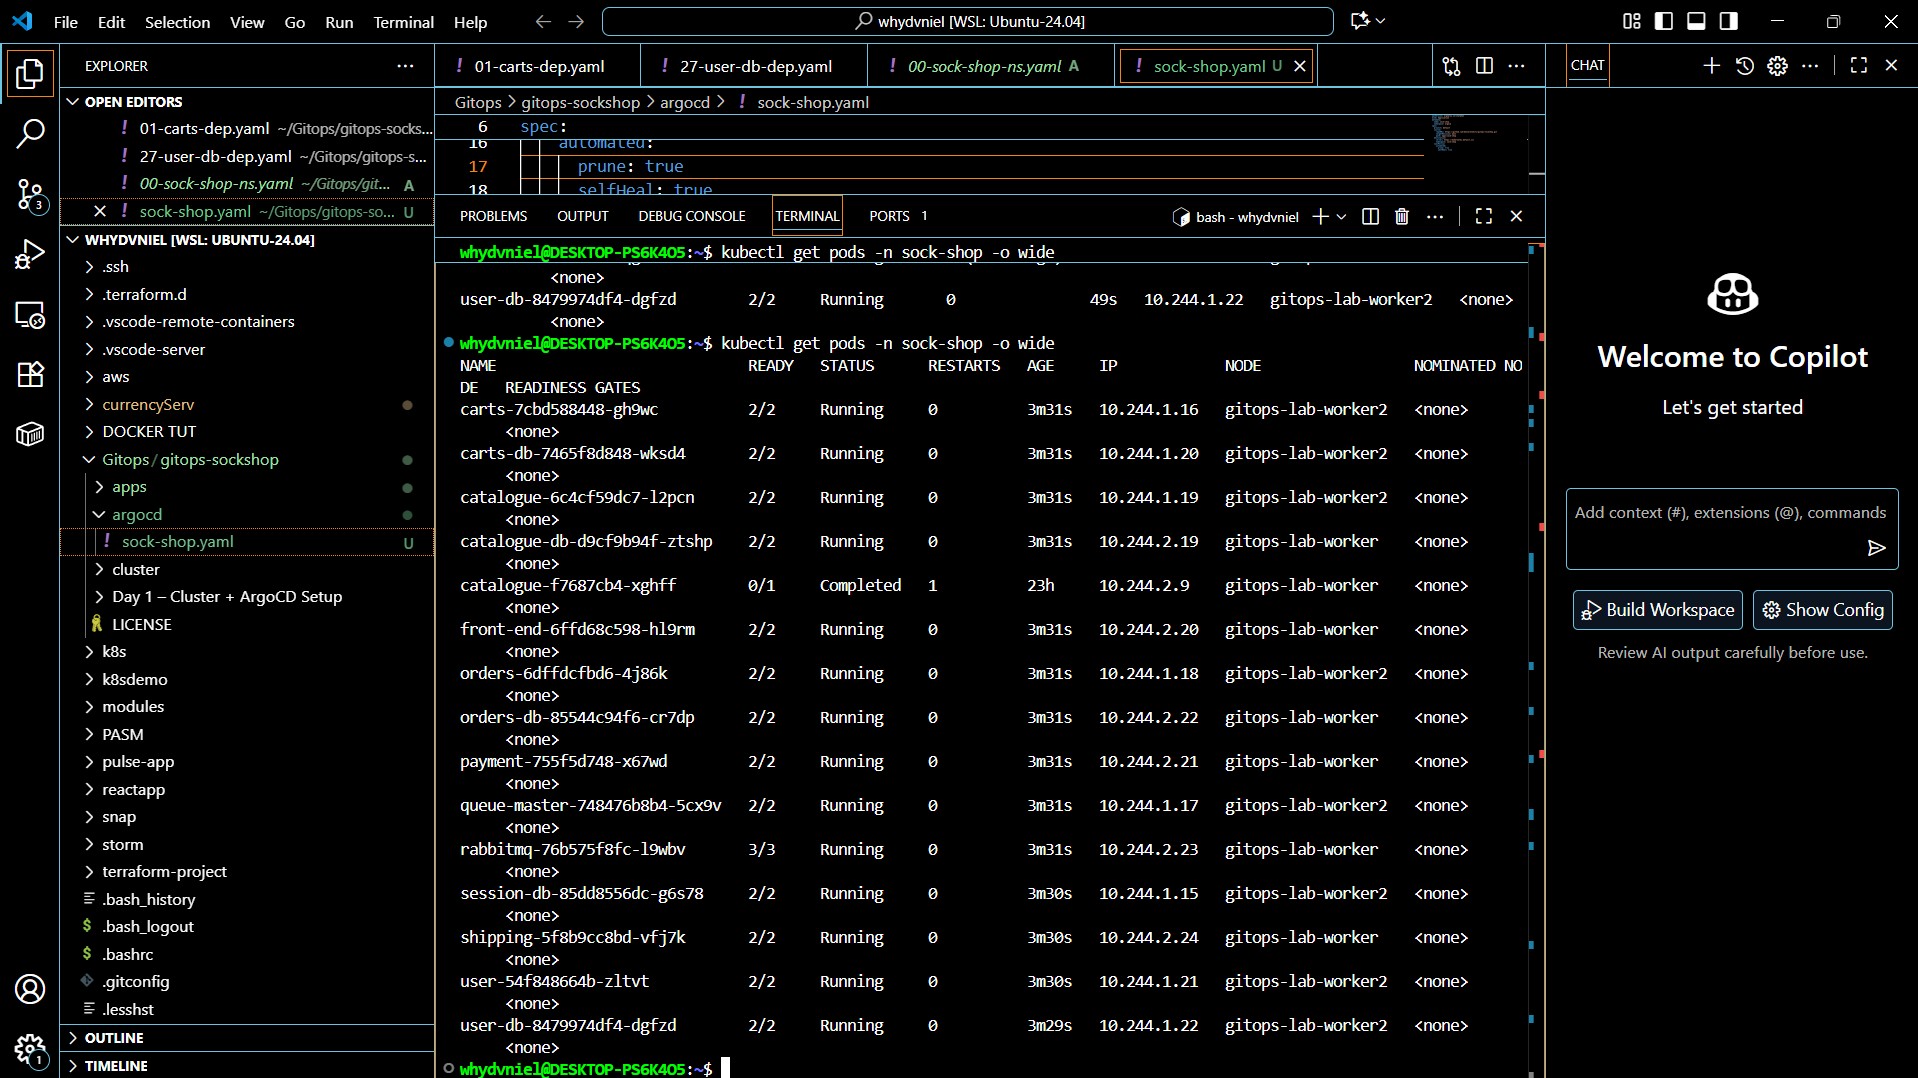 File Edit Selection View Go Run Terminal Help
whydvniel [WSL: Ubuntu-24.04]
EXPLORER
OPEN EDITORS
! 01-carts-dep.yaml ~/Gitops/gitops-socks...
! 27-user-db-dep.yaml ~/Gitops/gitops-s...
! 00-sock-shop-ns.yaml ~/Gitops/git... A
! sock-shop.yaml ~/Gitops/gitops-so... U
WHYDVNIEL [WSL: UBUNTU-24.04]
.ssh
.terraform.d
.vscode-remote-containers
.vscode-server
aws
currencyServ
DOCKER TUT
Gitops / gitops-sockshop
apps
argocd
! sock-shop.yaml U
cluster
Day 1 – Cluster + ArgoCD Setup
LICENSE
k8s
k8sdemo
modules
PASM
pulse-app
reactapp
snap
storm
terraform-project
.bash_history
$ .bash_logout
$ .bashrc
.gitconfig
.lesshst
OUTLINE
TIMELINE
3
1
! 01-carts-dep.yaml
! 27-user-db-dep.yaml
! 00-sock-shop-ns.yaml A
! sock-shop.yaml U
Gitops > gitops-sockshop > argocd > ! sock-shop.yaml
6 spec:
16 automated:
17 prune: true
18 selfHeal: true
PROBLEMS OUTPUT DEBUG CONSOLE TERMINAL PORTS 1
bash - whydvniel
whydvniel@DESKTOP-PS6K4O5:~$ kubectl get pods -n sock-shop -o wide
<none>
user-db-8479974df4-dgfzd 2/2 Running 0 49s 10.244.1.22 gitops-lab-worker2 <none>
<none>
whydvniel@DESKTOP-PS6K4O5:~$ kubectl get pods -n sock-shop -o wide
NAME READY STATUS RESTARTS AGE IP NODE NOMINATED NO
DE READINESS GATES
carts-7cbd588448-gh9wc 2/2 Running 0 3m31s 10.244.1.16 gitops-lab-worker2 <none>
<none>
carts-db-7465f8d848-wksd4 2/2 Running 0 3m31s 10.244.1.20 gitops-lab-worker2 <none>
<none>
catalogue-6c4cf59dc7-l2pcn 2/2 Running 0 3m31s 10.244.1.19 gitops-lab-worker2 <none>
<none>
catalogue-db-d9cf9b94f-ztshp 2/2 Running 0 3m31s 10.244.2.19 gitops-lab-worker <none>
<none>
catalogue-f7687cb4-xghff 0/1 Completed 1 23h 10.244.2.9 gitops-lab-worker <none>
<none>
front-end-6ffd68c598-hl9rm 2/2 Running 0 3m31s 10.244.2.20 gitops-lab-worker <none>
<none>
orders-6dffdcfbd6-4j86k 2/2 Running 0 3m31s 10.244.1.18 gitops-lab-worker2 <none>
<none>
orders-db-85544c94f6-cr7dp 2/2 Running 0 3m31s 10.244.2.22 gitops-lab-worker <none>
<none>
payment-755f5d748-x67wd 2/2 Running 0 3m31s 10.244.2.21 gitops-lab-worker <none>
<none>
queue-master-748476b8b4-5cx9v 2/2 Running 0 3m31s 10.244.1.17 gitops-lab-worker2 <none>
<none>
rabbitmq-76b575f8fc-l9wbv 3/3 Running 0 3m31s 10.244.2.23 gitops-lab-worker <none>
<none>
session-db-85dd8556dc-g6s78 2/2 Running 0 3m30s 10.244.1.15 gitops-lab-worker2 <none>
<none>
shipping-5f8b9cc8bd-vfj7k 2/2 Running 0 3m30s 10.244.2.24 gitops-lab-worker <none>
<none>
user-54f848664b-zltvt 2/2 Running 0 3m30s 10.244.1.21 gitops-lab-worker2 <none>
<none>
user-db-8479974df4-dgfzd 2/2 Running 0 3m29s 10.244.1.22 gitops-lab-worker2 <none>
<none>
whydvniel@DESKTOP-PS6K4O5:~$
CHAT
Welcome to Copilot
Let's get started
Add context (#), extensions (@), commands
Build Workspace
Show Config
Review AI output carefully before use.